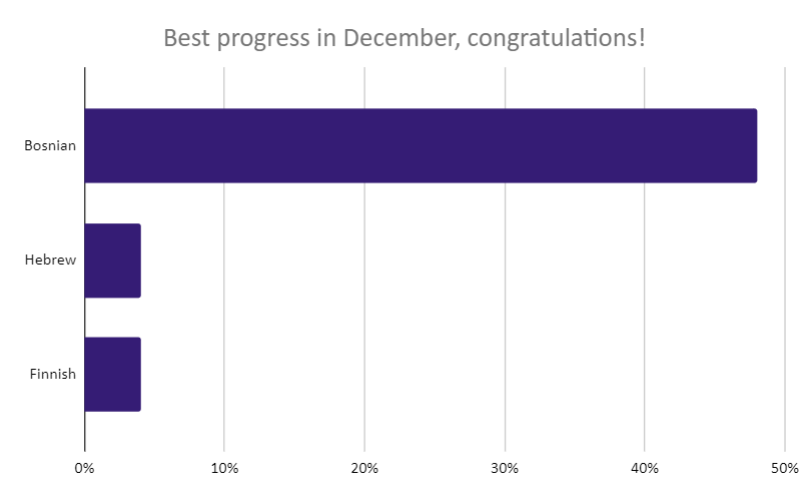 Best progress in December, congratulations!
Bosnian
Hebrew
Finnish
0% 10% 20% 30% 40% 50%